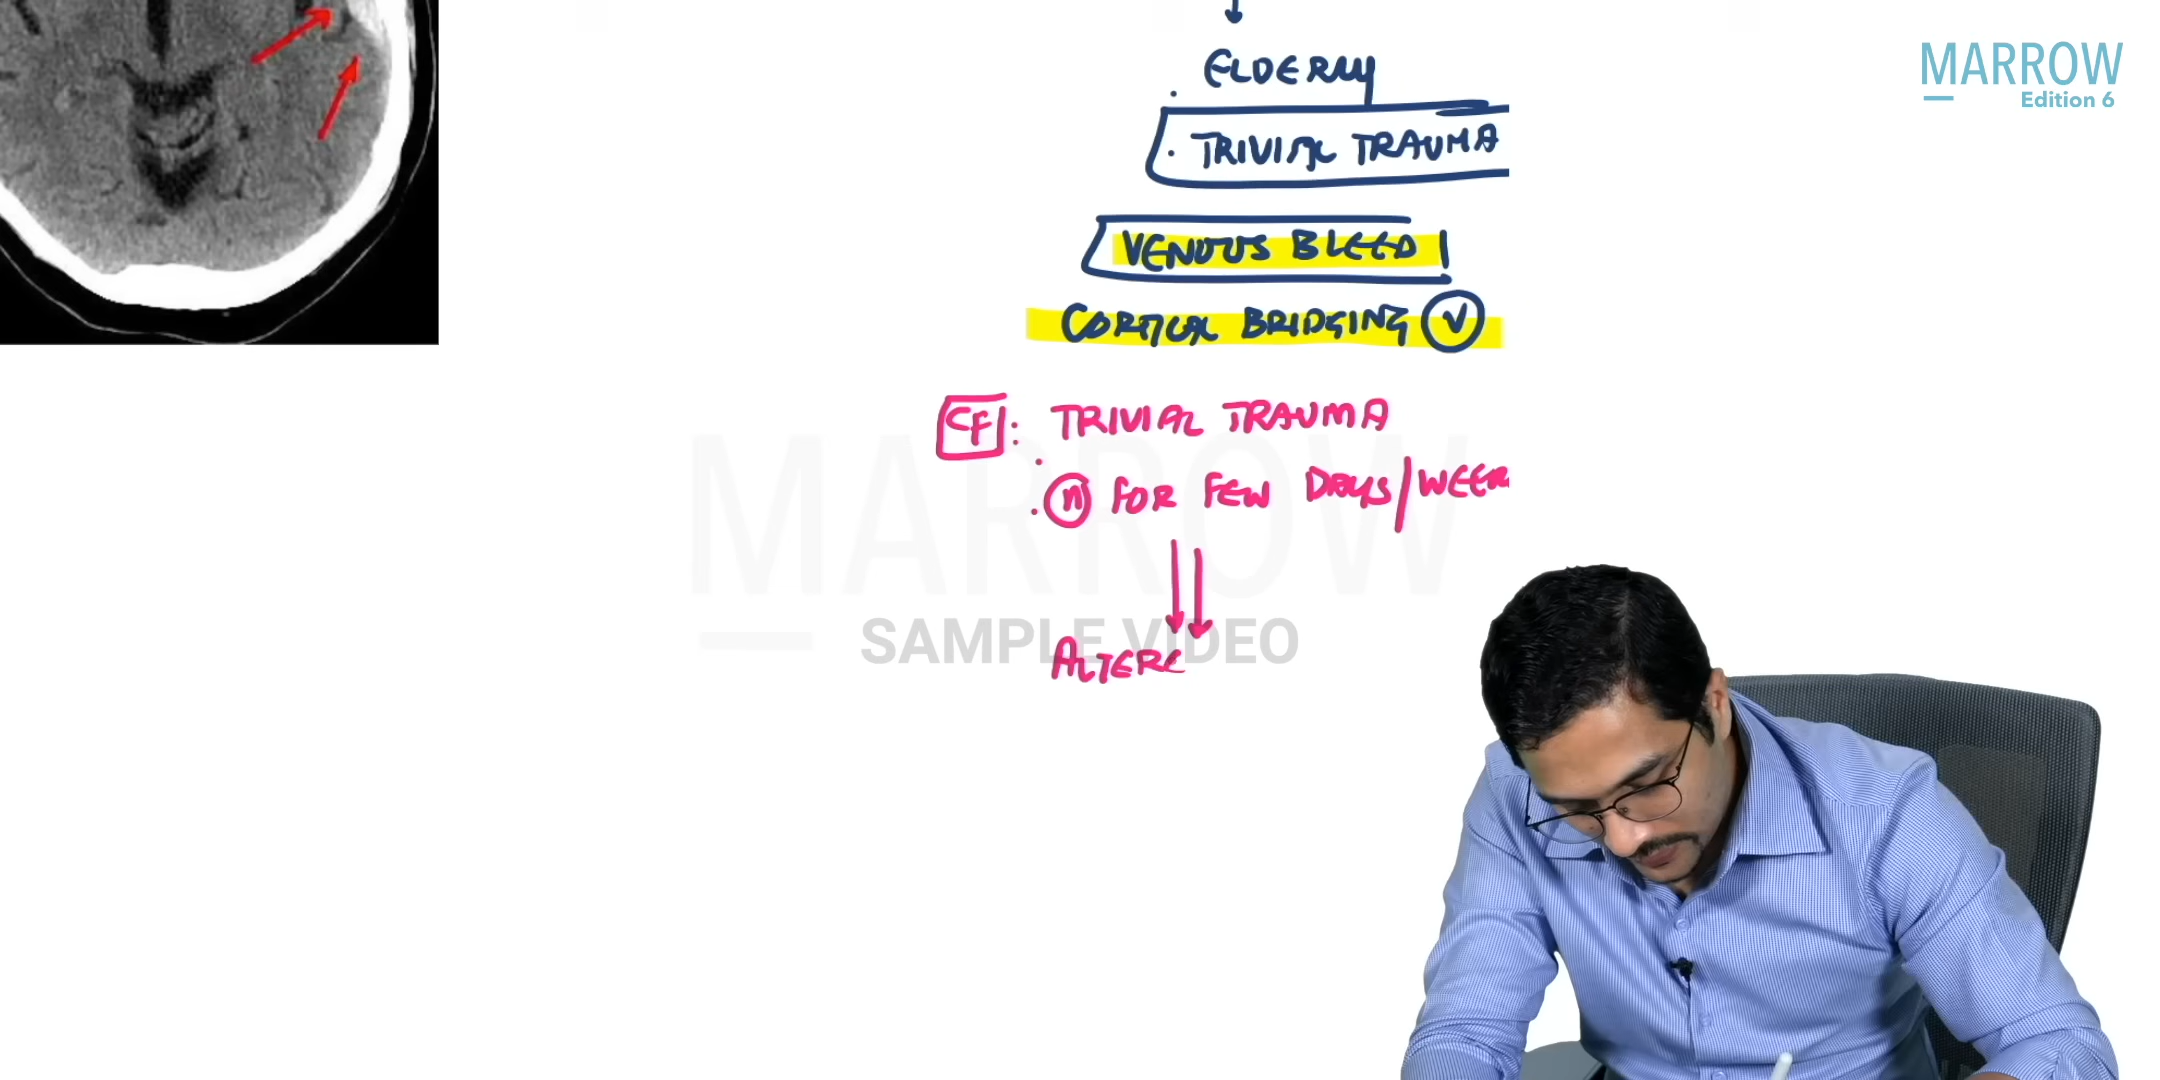 MARROW
Edition 6
ELDERLY
TRIVIAL TRAUMA
VENOUS BLEED
CORTICAL BRIDGING V
CF: TRIVIAL TRAUMA
n FOR FEW DAYS/WEEK
MARROW
SAMPLE VIDEO
ALTERE